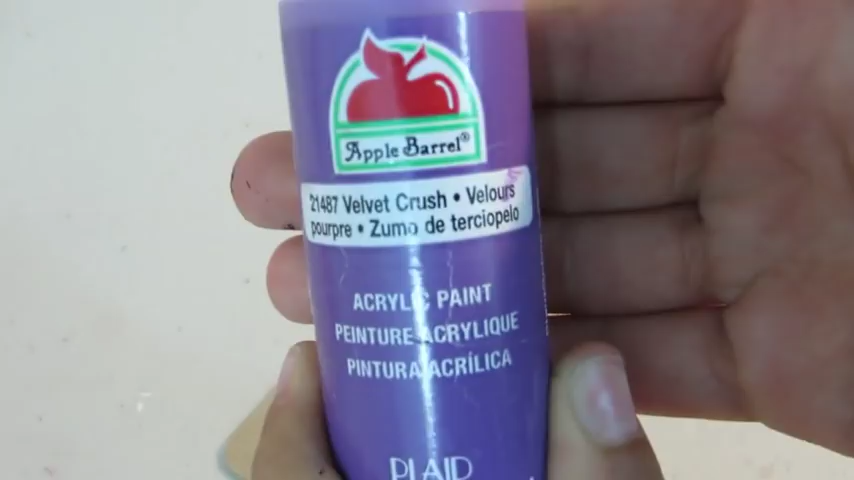 Apple Barrel®
21487 Velvet Crush • Velours
pourpre • Zumo de terciopelo
ACRYLIC PAINT
PEINTURE ACRYLIQUE
PINTURA ACRÍLICA
PLAID